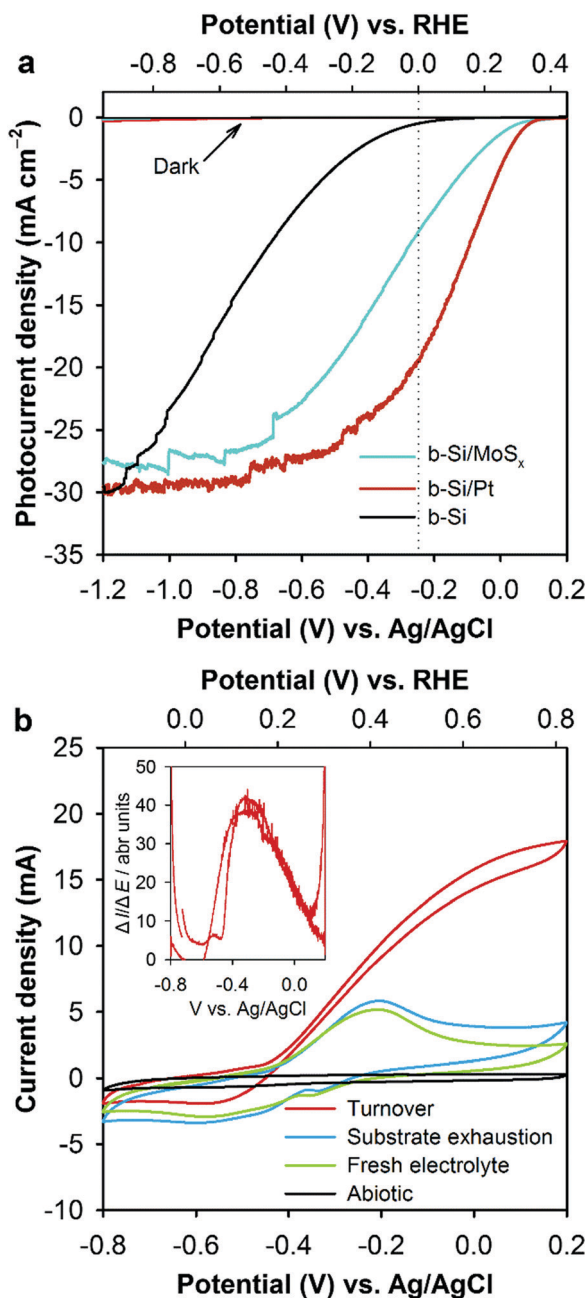 a
Potential (V) vs. RHE
-0.8 -0.6 -0.4 -0.2 0.0 0.2 0.4
Photocurrent density (mA cm⁻²)
0
-5
-10
-15
-20
-25
-30
-35
Dark
b-Si/MoSₓ
b-Si/Pt
b-Si
-1.2 -1.0 -0.8 -0.6 -0.4 -0.2 0.0 0.2
Potential (V) vs. Ag/AgCl
b
Potential (V) vs. RHE
0.0 0.2 0.4 0.6 0.8
Current density (mA)
25
20
15
10
5
0
-5
-10
ΔI/ΔE / abr units
50
40
30
20
10
0
-0.8 -0.4 0.0
V vs. Ag/AgCl
Turnover
Substrate exhaustion
Fresh electrolyte
Abiotic
-0.8 -0.6 -0.4 -0.2 0.0 0.2
Potential (V) vs. Ag/AgCl